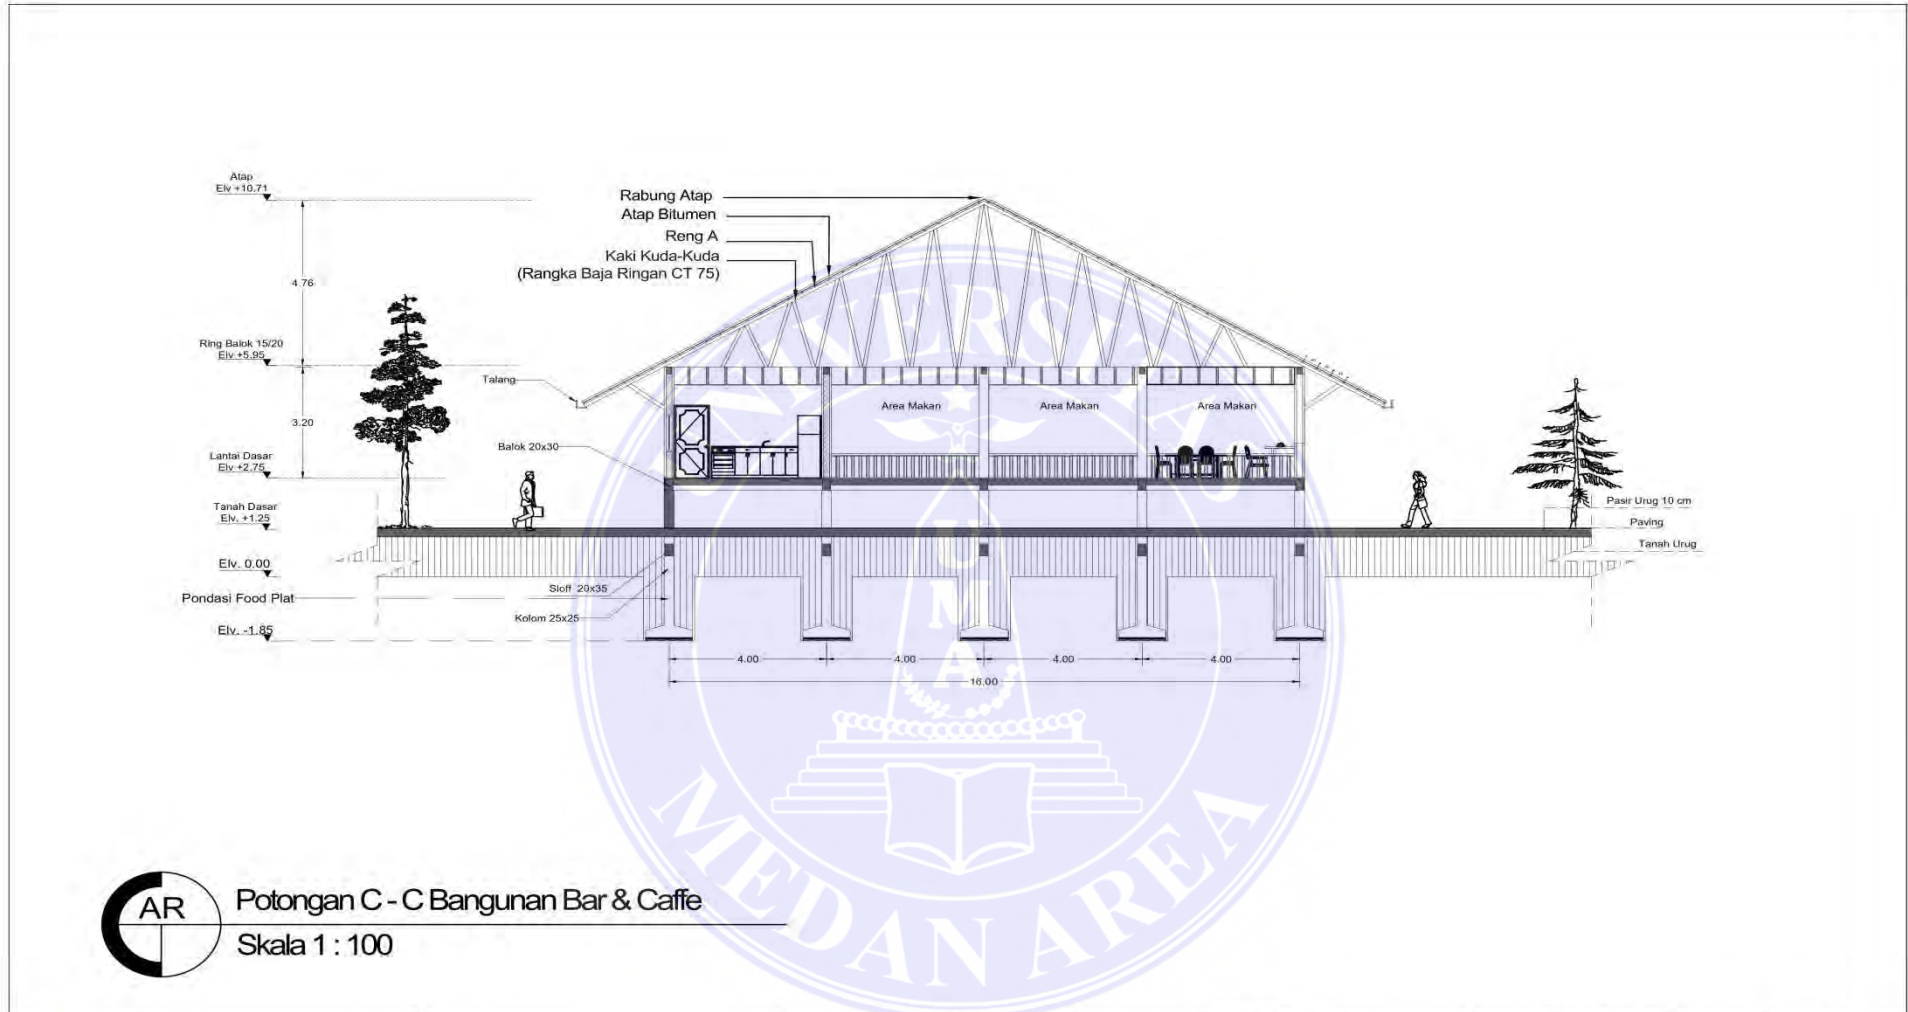 Atap
Elv +10.71
4.76
Ring Balok 15/20
Elv +5.95
3.20
Lantai Dasar
Elv +2.75
Tanah Dasar
Elv. +1.25
Elv. 0.00
Pondasi Food Plat
Elv. -1.85
Rabung Atap
Atap Bitumen
Reng A
Kaki Kuda-Kuda
(Rangka Baja Ringan CT 75)
Talang
Balok 20x30
Area Makan
Area Makan
Area Makan
Sloff 20x35
Kolom 25x25
Pasir Urug 10 cm
Paving
Tanah Urug
4.00
4.00
4.00
4.00
16.00
UNIVERSITAS
UMA
MEDAN AREA
AR
Potongan C - C Bangunan Bar & Caffe
Skala 1 : 100